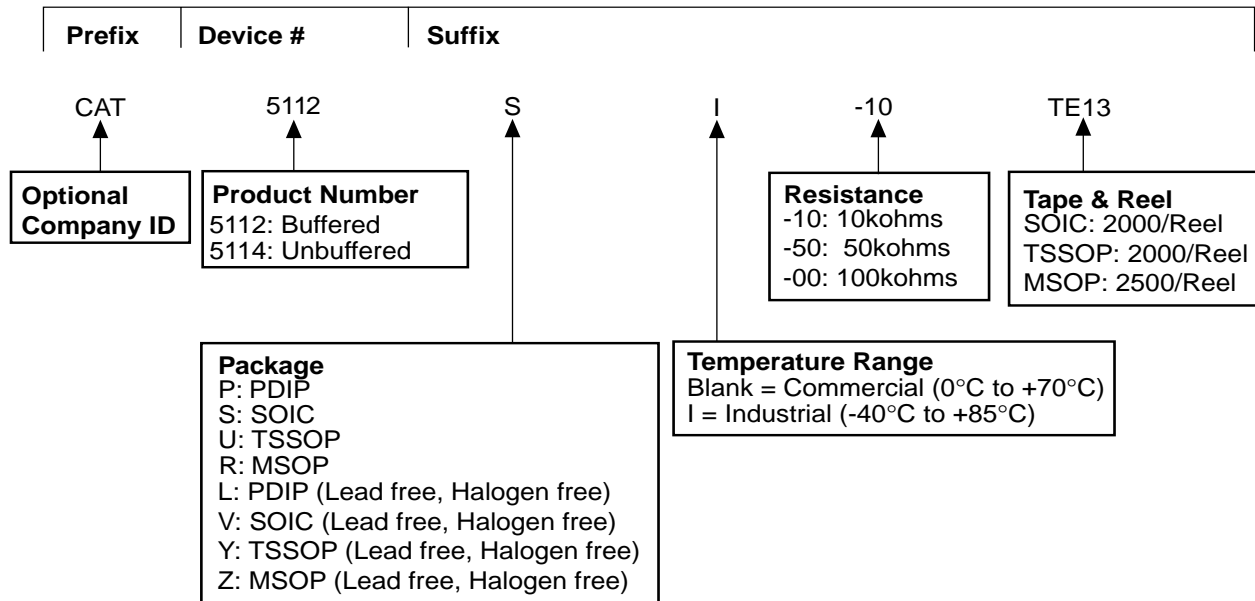 Prefix Device # Suffix
CAT 5112 S I -10 TE13
Optional
Company ID
Product Number
5112: Buffered
5114: Unbuffered
Resistance
-10: 10kohms
-50: 50kohms
-00: 100kohms
Tape & Reel
SOIC: 2000/Reel
TSSOP: 2000/Reel
MSOP: 2500/Reel
Package
P: PDIP
S: SOIC
U: TSSOP
R: MSOP
L: PDIP (Lead free, Halogen free)
V: SOIC (Lead free, Halogen free)
Y: TSSOP (Lead free, Halogen free)
Z: MSOP (Lead free, Halogen free)
Temperature Range
Blank = Commercial (0°C to +70°C)
I = Industrial (-40°C to +85°C)